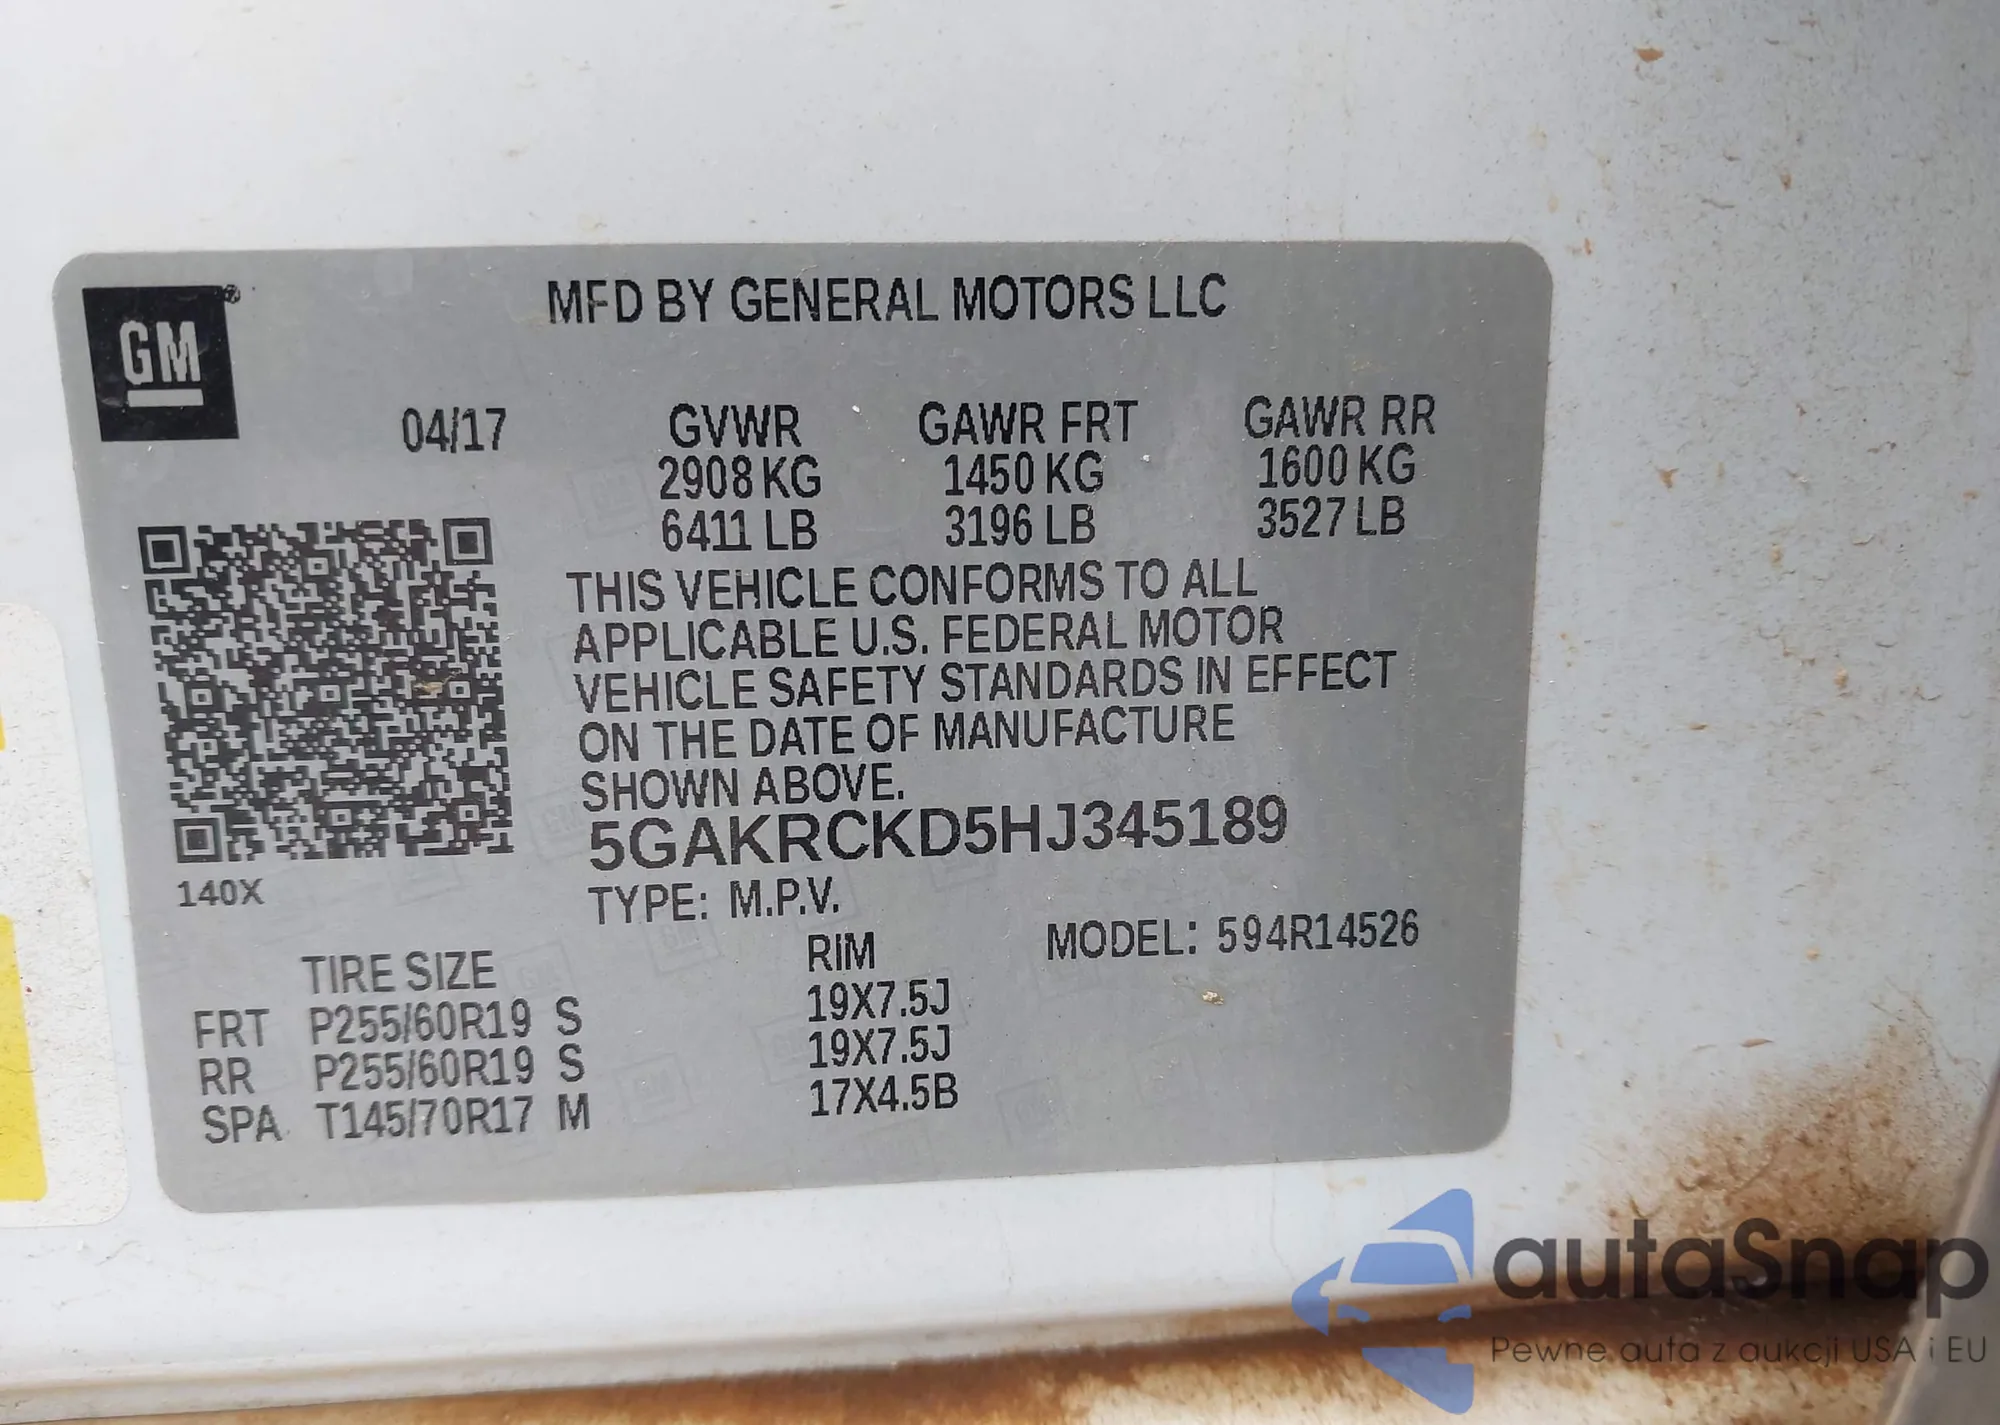 GM®
MFD BY GENERAL MOTORS LLC
04/17 GVWR GAWR FRT GAWR RR
2908 KG 1450 KG 1600 KG
6411 LB 3196 LB 3527 LB
THIS VEHICLE CONFORMS TO ALL
APPLICABLE U.S. FEDERAL MOTOR
VEHICLE SAFETY STANDARDS IN EFFECT
ON THE DATE OF MANUFACTURE
SHOWN ABOVE.
5GAKRCKD5HJ345189
140X
TYPE: M.P.V.
MODEL: 594R14526
TIRE SIZE RIM
FRT P255/60R19 S 19X7.5J
RR P255/60R19 S 19X7.5J
SPA T145/70R17 M 17X4.5B
autaSnap
Pewne auta z aukcji USA i EU